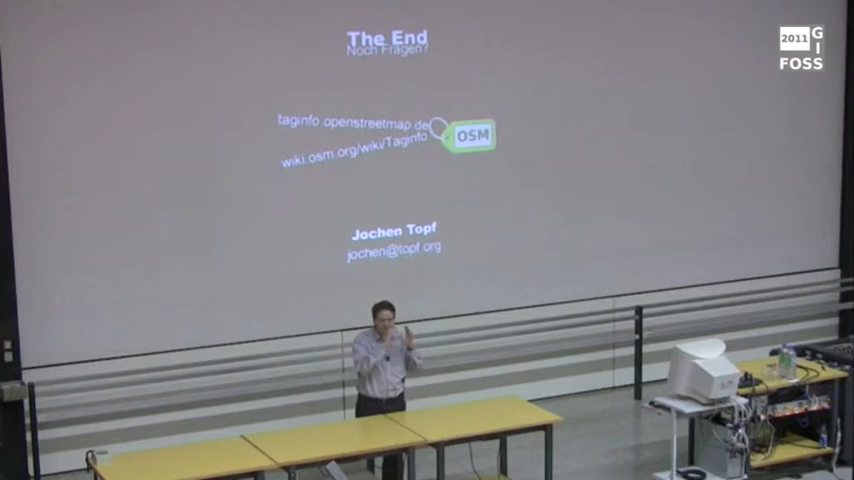 The End
Noch Fragen?
taginfo.openstreetmap.de
wiki.osm.org/wiki/Taginfo
OSM
Jochen Topf
jochen@topf.org
2011
GIS
FOSS